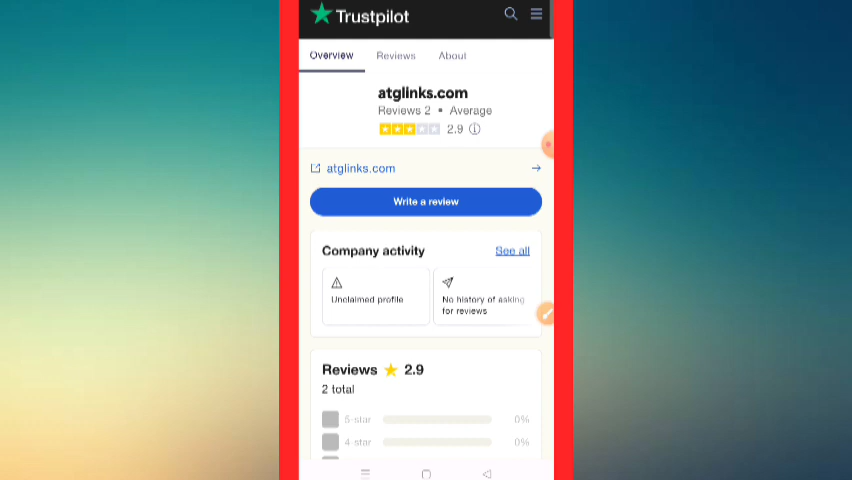 Trustpilot
Overview Reviews About
atglinks.com
Reviews 2 • Average
2.9
atglinks.com
Write a review
Company activity See all
Unclaimed profile
No history of asking
for reviews
Reviews 2.9
2 total
5-star 0%
4-star 0%